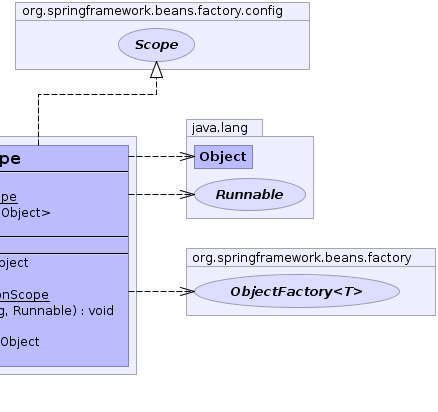 org.springframework.beans.factory.config
Scope
java.lang
Object
Runnable
pe
pe
Object>
bject
onScope
g, Runnable) : void
Object
org.springframework.beans.factory
ObjectFactory<T>